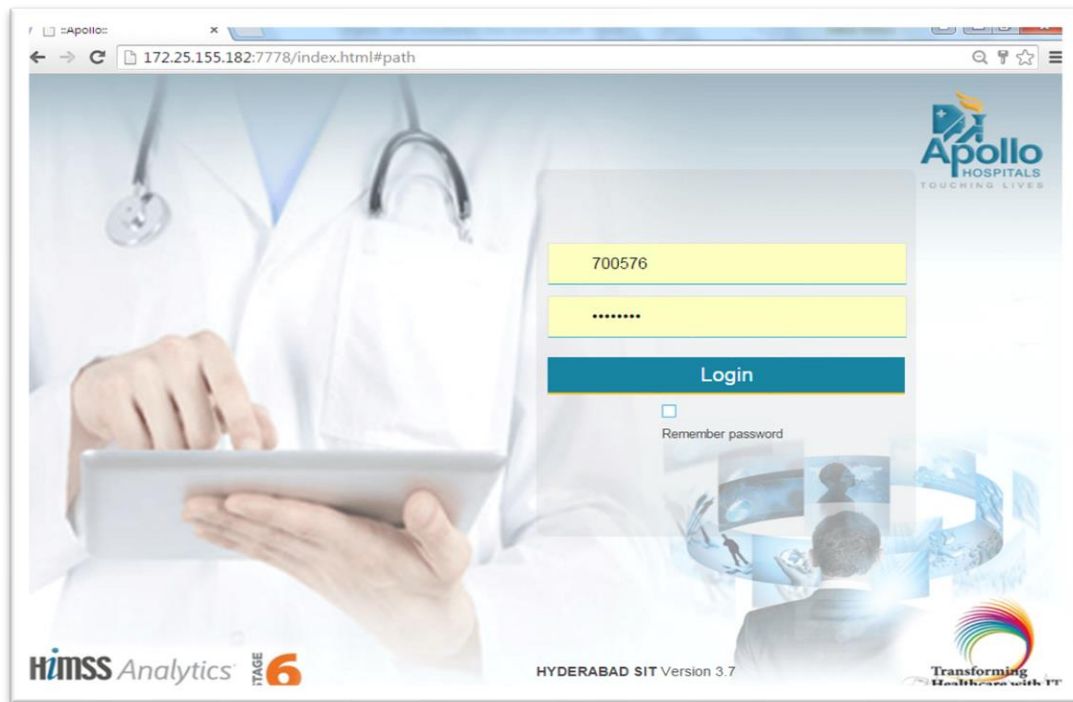 ::Apollo::
172.25.155.182:7778/index.html#path
Apollo
HOSPITALS
TOUCHING LIVES
700576
••••••••
Login
Remember password
HiMSS Analytics STAGE 6
HYDERABAD SIT Version 3.7
Transforming
Healthcare with IT